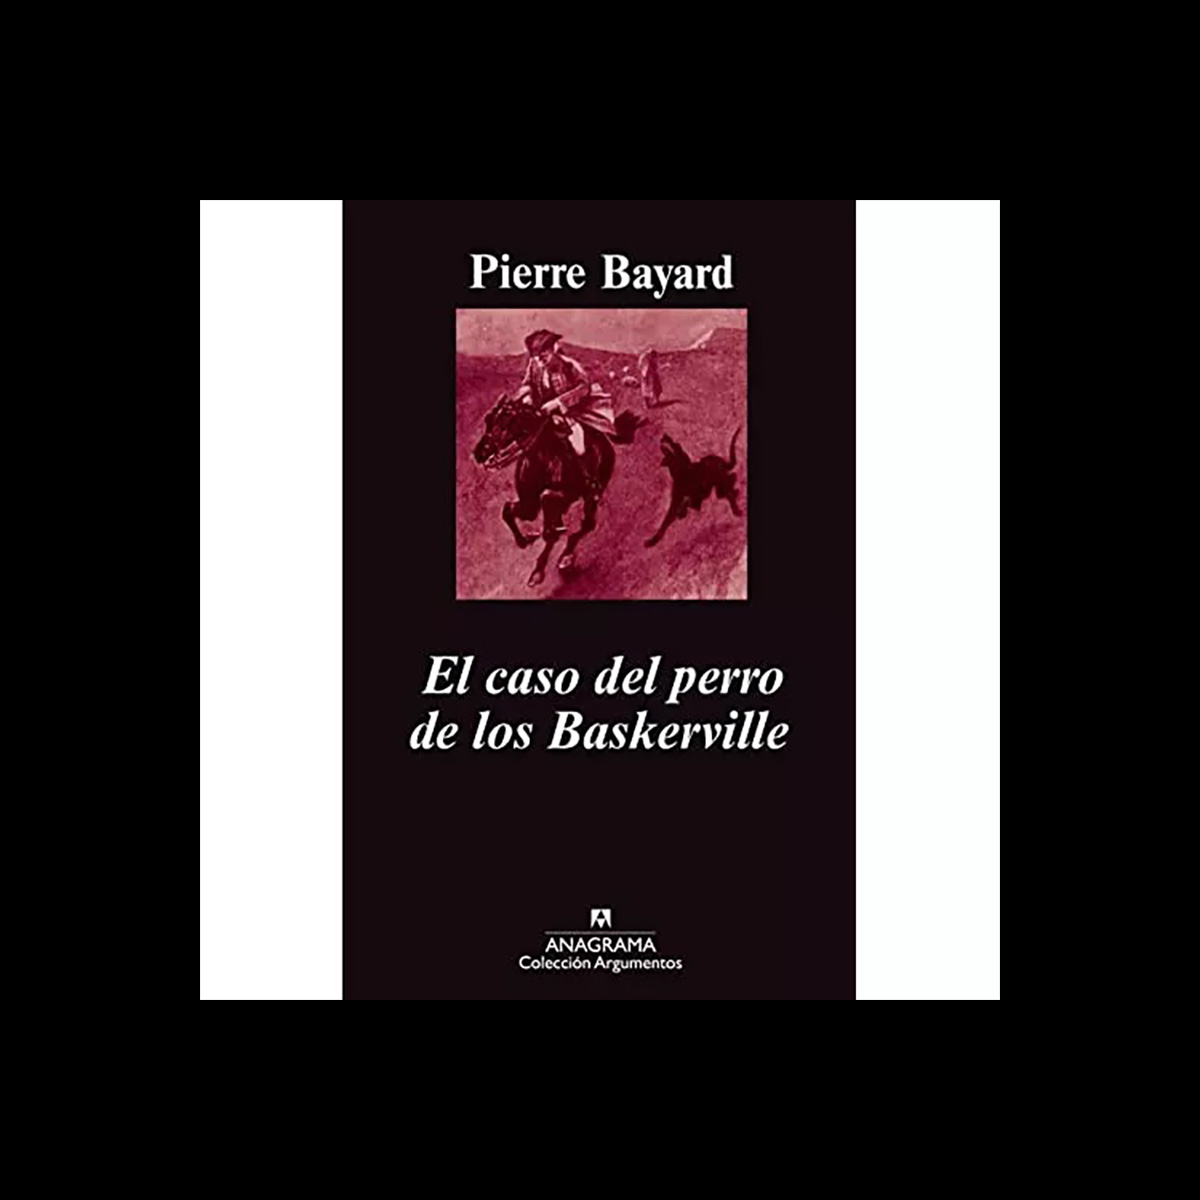 Pierre Bayard
El caso del perro
de los Baskerville
ANAGRAMA
Colección Argumentos